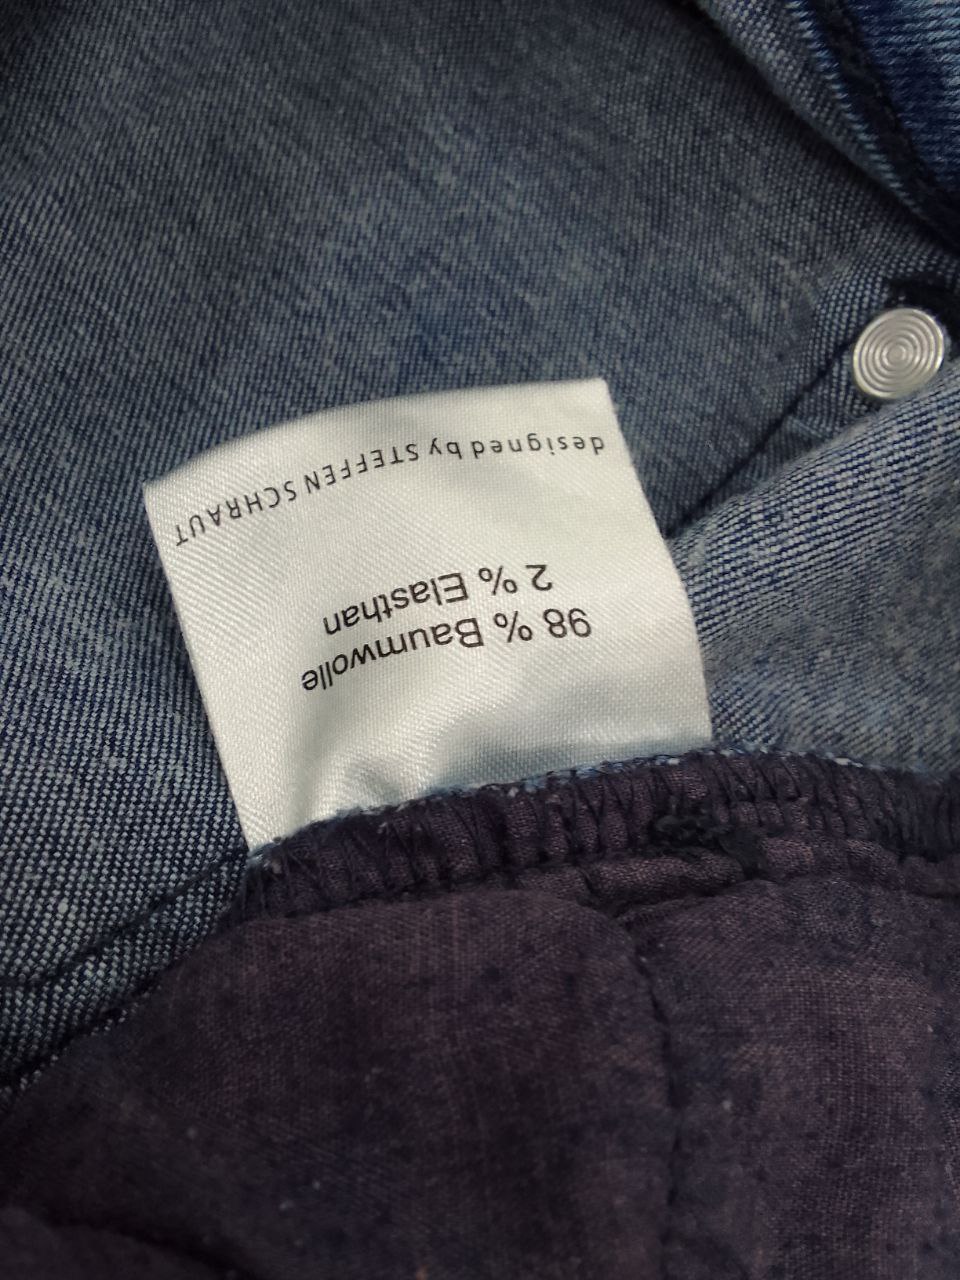 98 % Baumwolle
2 % Elasthan
designed by STEFFEN SCHRAUT